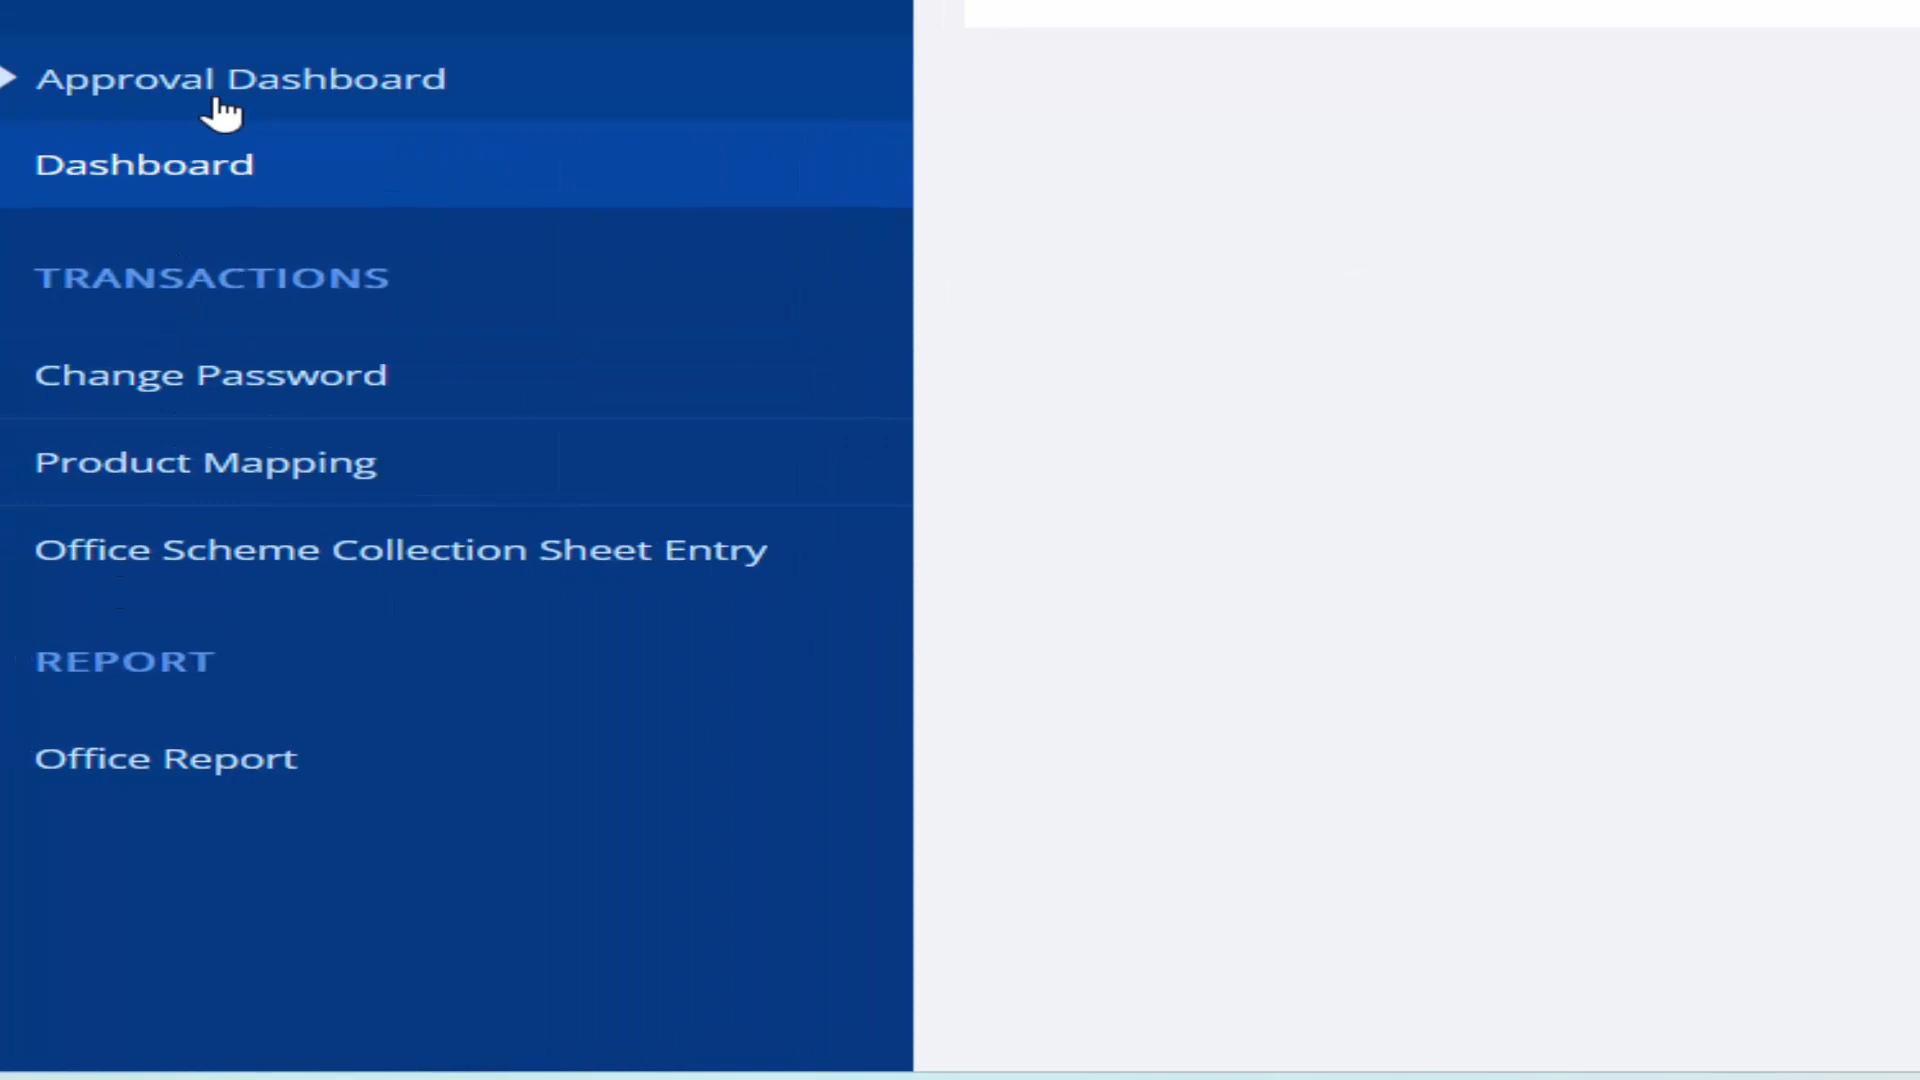 Approval Dashboard
Dashboard
TRANSACTIONS
Change Password
Product Mapping
Office Scheme Collection Sheet Entry
REPORT
Office Report